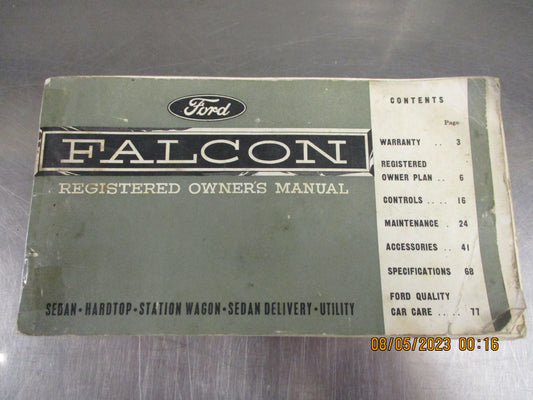 Ford
FALCON
REGISTERED OWNER'S MANUAL
SEDAN • HARDTOP • STATION WAGON • SEDAN DELIVERY • UTILITY
CONTENTS
Page
WARRANTY . . 3
REGISTERED
OWNER PLAN . . 6
CONTROLS . . . . 16
MAINTENANCE . 24
ACCESSORIES . . 41
SPECIFICATIONS 68
FORD QUALITY
CAR CARE . . . . 77
08/05/2023 00:16